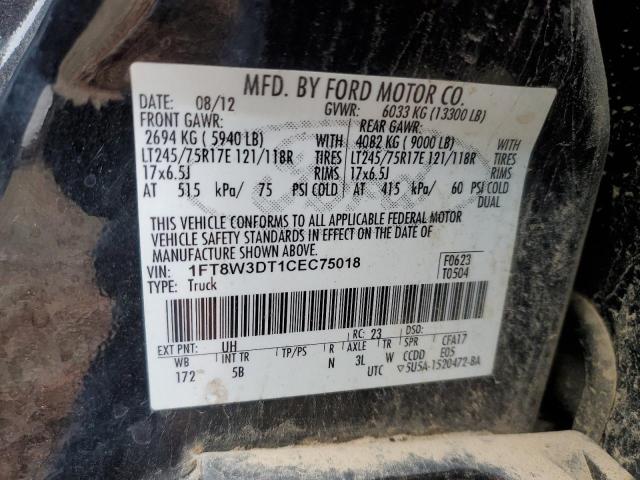 MFD. BY FORD MOTOR CO.
DATE: 08/12 GVWR: 6033 KG (13300 LB)
FRONT GAWR: REAR GAWR:
2694 KG ( 5940 LB) WITH 4082 KG ( 9000 LB) WITH
LT245/75R17E 121/118R TIRES LT245/75R17E 121/118R TIRES
17x6.5J RIMS 17x6.5J RIMS
AT 515 kPa/ 75 PSI COLD AT 415 kPa/ 60 PSI COLD
DUAL
THIS VEHICLE CONFORMS TO ALL APPLICABLE FEDERAL MOTOR
VEHICLE SAFETY STANDARDS IN EFFECT ON THE DATE OF
MANUFACTURE SHOWN ABOVE.
VIN: 1FT8W3DT1CEC75018 F0623
TYPE: Truck T0504
EXT PNT: UH RC: 23 DSO:
WB INT TR TP/PS R AXLE TR SPR CFA17
172 5B N 3L W CCDD E05
UTC 5U5A-1520472-BA